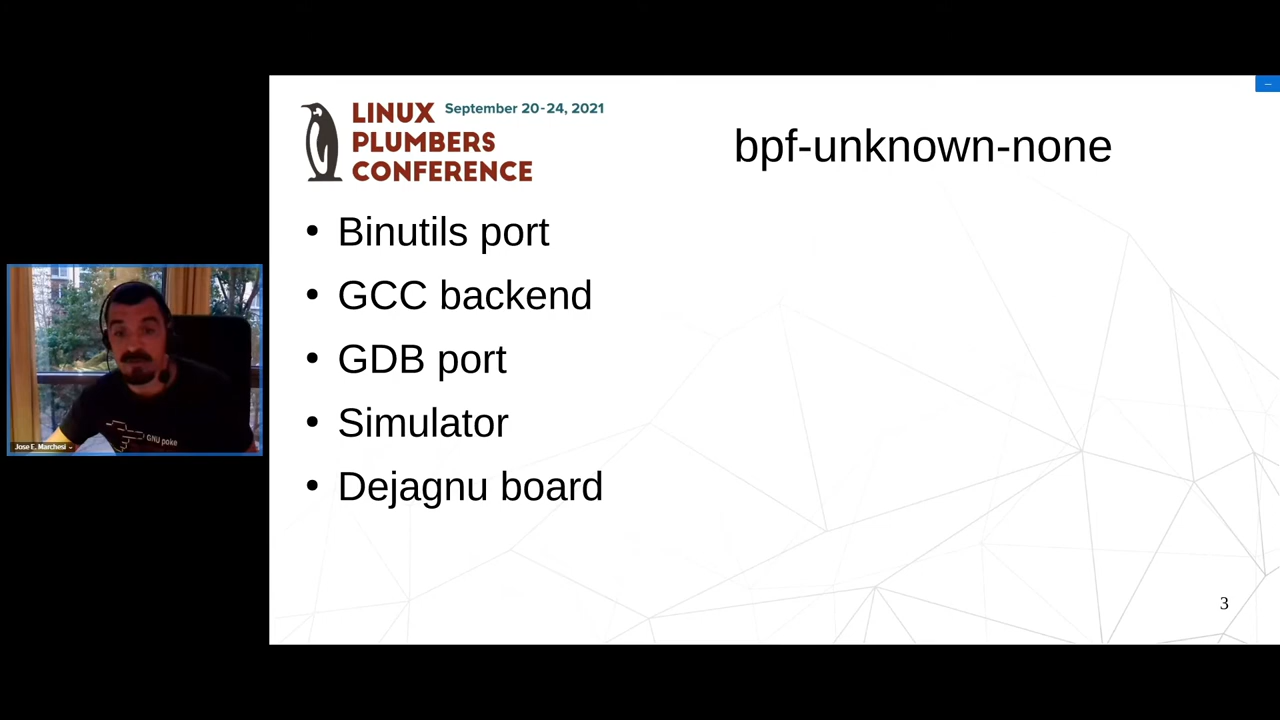 LINUX September 20-24, 2021
PLUMBERS
CONFERENCE
bpf-unknown-none
• Binutils port
• GCC backend
• GDB port
• Simulator
• Dejagnu board
GNU poke
Jose E. Marchesi
3